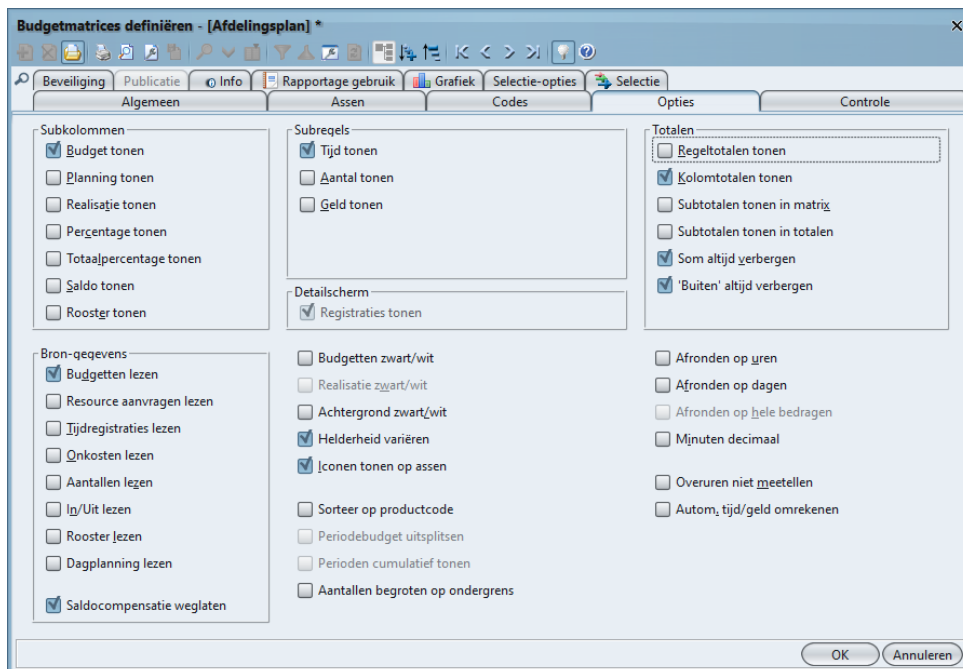 Budgetmatrices definiëren - [Afdelingsplan] *
Beveiliging Publicatie Info Rapportage gebruik Grafiek Selectie-opties Selectie
Algemeen Assen Codes Opties Controle
Subkolommen
Budget tonen
Planning tonen
Realisatie tonen
Percentage tonen
Totaalpercentage tonen
Saldo tonen
Rooster tonen
Subregels
Tijd tonen
Aantal tonen
Geld tonen
Detailscherm
Registraties tonen
Totalen
Regeltotalen tonen
Kolomtotalen tonen
Subtotalen tonen in matrix
Subtotalen tonen in totalen
Som altijd verbergen
'Buiten' altijd verbergen
Bron-gegevens
Budgetten lezen
Resource aanvragen lezen
Tijdregistraties lezen
Onkosten lezen
Aantallen lezen
In/Uit lezen
Rooster lezen
Dagplanning lezen
Saldocompensatie weglaten
Budgetten zwart/wit
Realisatie zwart/wit
Achtergrond zwart/wit
Helderheid variëren
Iconen tonen op assen
Sorteer op productcode
Periodebudget uitsplitsen
Perioden cumulatief tonen
Aantallen begroten op ondergrens
Afronden op uren
Afronden op dagen
Afronden op hele bedragen
Minuten decimaal
Overuren niet meetellen
Autom. tijd/geld omrekenen
OK Annuleren